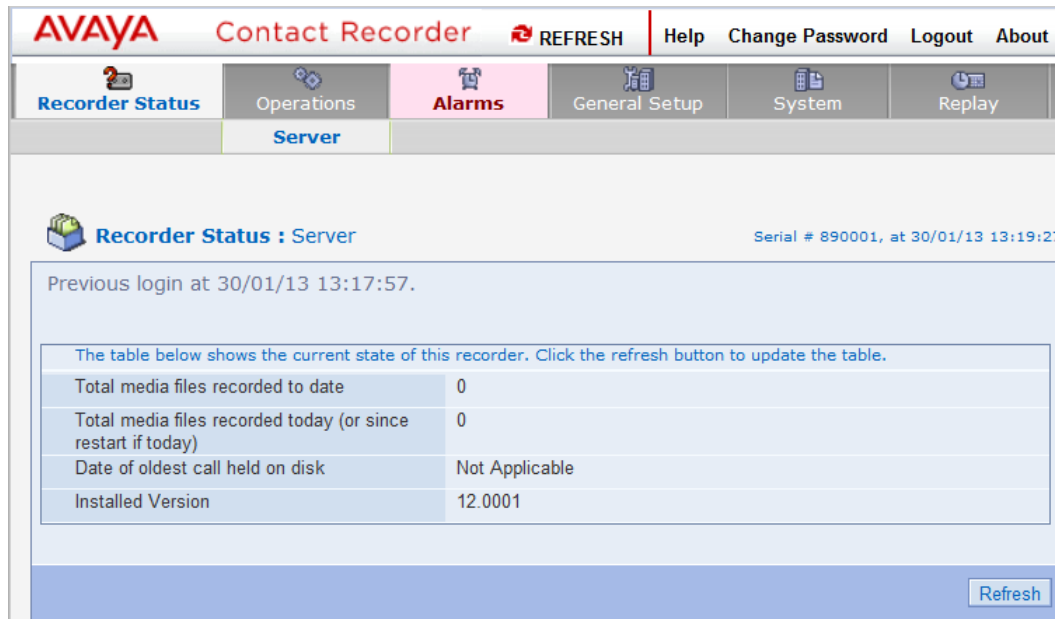 AVAYA Contact Recorder REFRESH Help Change Password Logout About
Recorder Status Operations Alarms General Setup System Replay
Server
Recorder Status : Server Serial # 890001, at 30/01/13 13:19:27
Previous login at 30/01/13 13:17:57.
The table below shows the current state of this recorder. Click the refresh button to update the table.
Total media files recorded to date 0
Total media files recorded today (or since 0
restart if today)
Date of oldest call held on disk Not Applicable
Installed Version 12.0001
Refresh